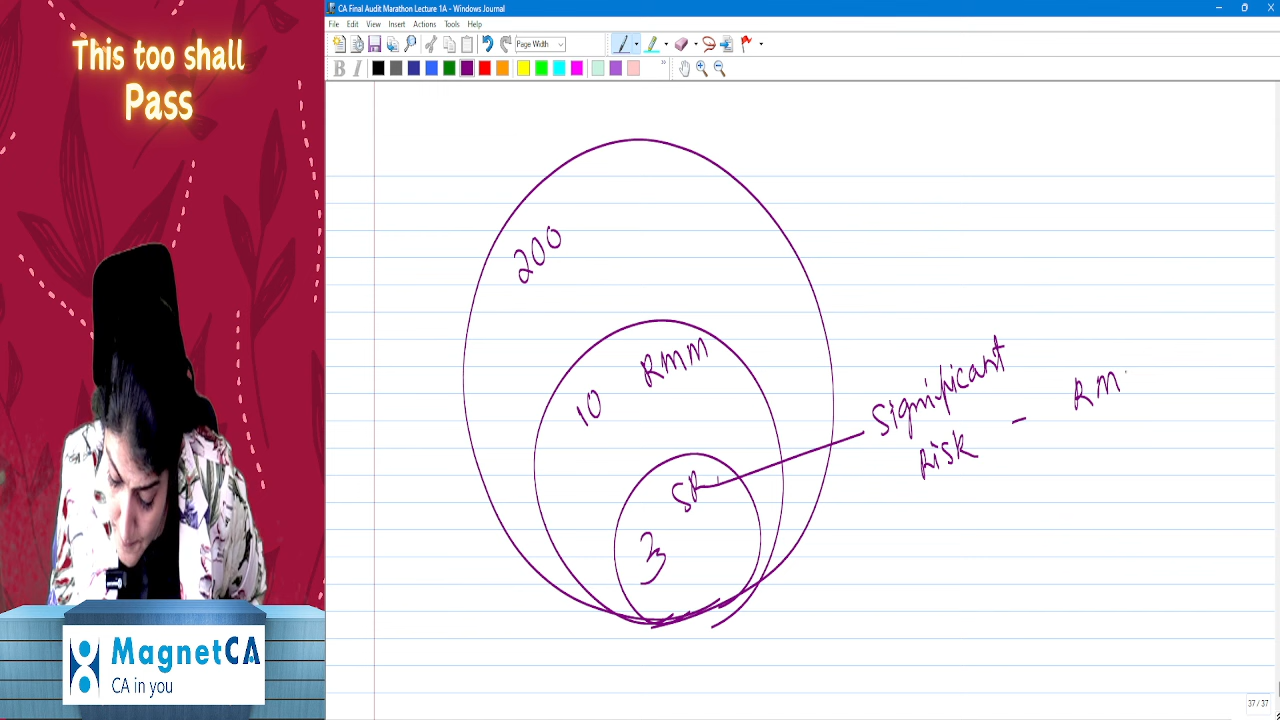 This too shall
Pass
CA Final Audit Marathon Lecture 1A - Windows Journal
File Edit View Insert Actions Tools Help
Page Width
B I
200
RMM
10
SR
3
Significant
Risk - RM
MagnetCA
CA in you
37 / 37